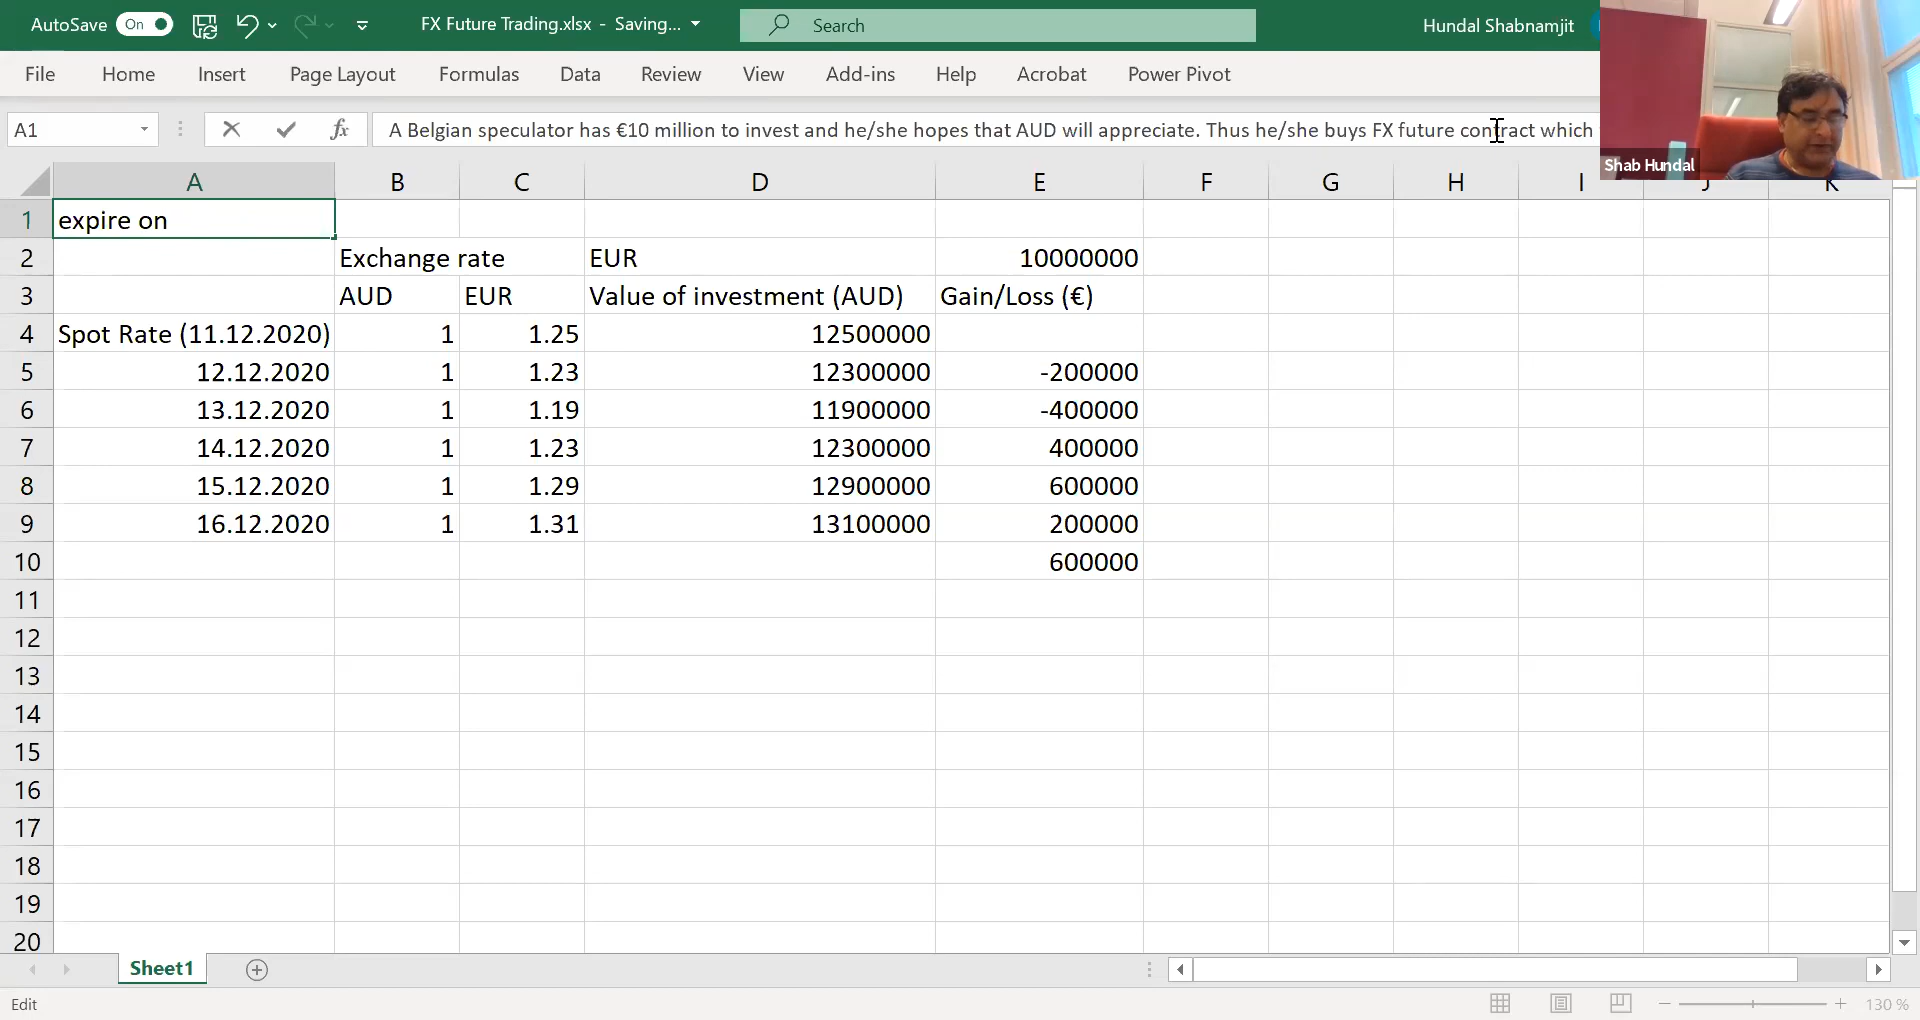 AutoSave On FX Future Trading.xlsx - Saving... Search Hundal Shabnamjit
File Home Insert Page Layout Formulas Data Review View Add-ins Help Acrobat Power Pivot
A1 fx A Belgian speculator has €10 million to invest and he/she hopes that AUD will appreciate. Thus he/she buys FX future contract which
Shab Hundal
A B C D E F G H I J K
1 expire on
2 Exchange rate EUR 10000000
3 AUD EUR Value of investment (AUD) Gain/Loss (€)
4 Spot Rate (11.12.2020) 1 1.25 12500000
5 12.12.2020 1 1.23 12300000 -200000
6 13.12.2020 1 1.19 11900000 -400000
7 14.12.2020 1 1.23 12300000 400000
8 15.12.2020 1 1.29 12900000 600000
9 16.12.2020 1 1.31 13100000 200000
10 600000
11
12
13
14
15
16
17
18
19
20
Sheet1
Edit 130 %